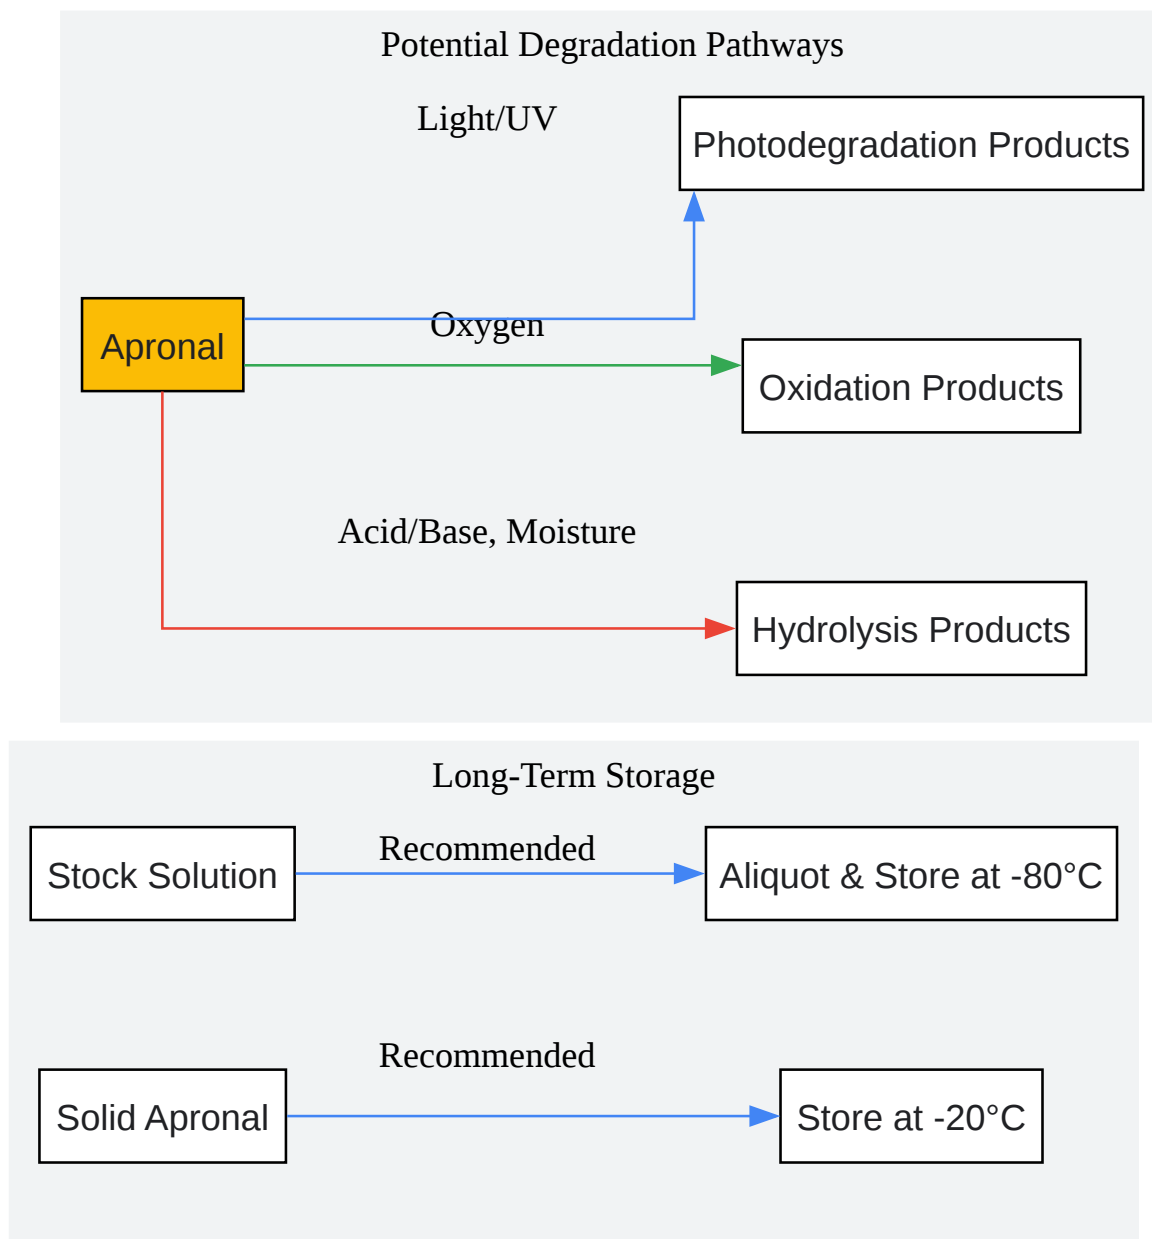 Potential Degradation Pathways
Light/UV
Photodegradation Products
Apronal
Oxygen
Oxidation Products
Acid/Base, Moisture
Hydrolysis Products
Long-Term Storage
Stock Solution
Recommended
Aliquot & Store at -80°C
Solid Apronal
Recommended
Store at -20°C